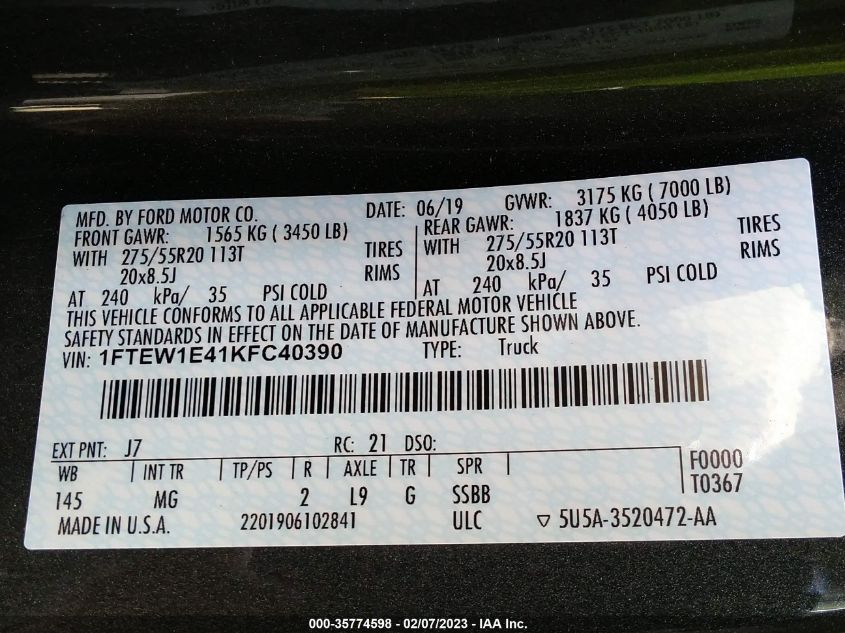 MFD. BY FORD MOTOR CO. DATE: 06/19 GVWR: 3175 KG ( 7000 LB)
FRONT GAWR: 1565 KG ( 3450 LB) REAR GAWR: 1837 KG ( 4050 LB)
WITH 275/55R20 113T TIRES WITH 275/55R20 113T TIRES
20x8.5J RIMS 20x8.5J RIMS
AT 240 kPa/ 35 PSI COLD AT 240 kPa/ 35 PSI COLD
THIS VEHICLE CONFORMS TO ALL APPLICABLE FEDERAL MOTOR VEHICLE
SAFETY STANDARDS IN EFFECT ON THE DATE OF MANUFACTURE SHOWN ABOVE.
VIN: 1FTEW1E41KFC40390 TYPE: Truck
EXT PNT: J7 RC: 21 DSO:
WB INT TR TP/PS R AXLE TR SPR F0000
145 MG 2 L9 G SSBB T0367
MADE IN U.S.A. 2201906102841 ULC ▽ 5U5A-3520472-AA
000-35774598 - 02/07/2023 - IAA Inc.